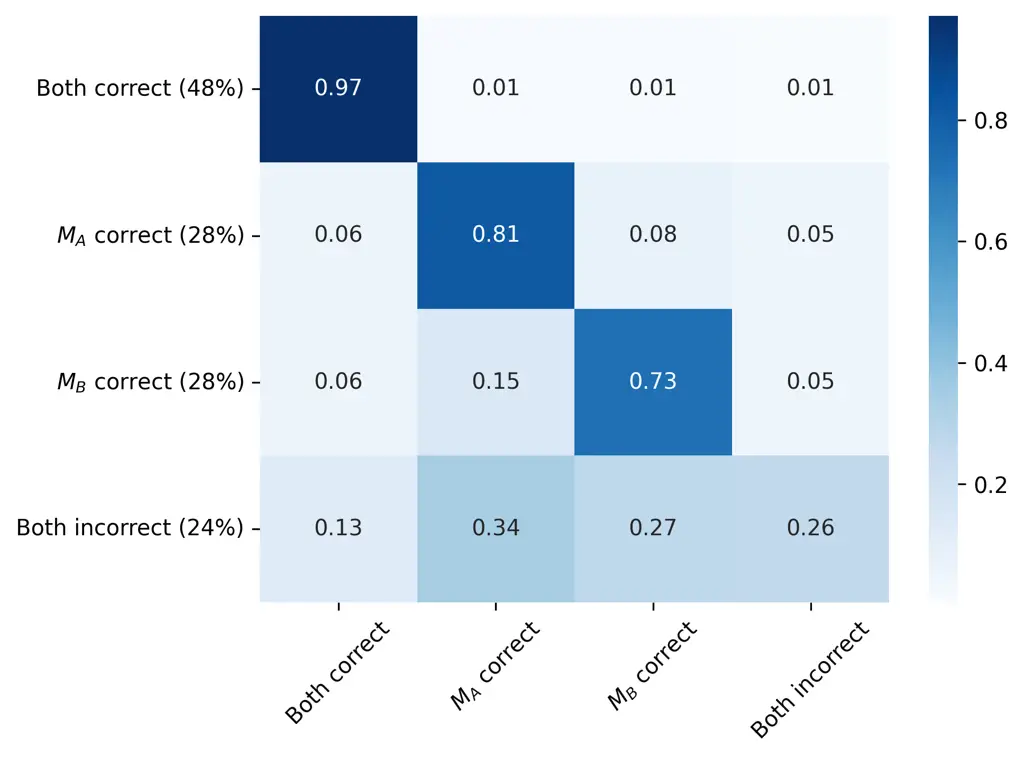 Both correct (48%) 0.97 0.01 0.01 0.01
M_A correct (28%) 0.06 0.81 0.08 0.05
M_B correct (28%) 0.06 0.15 0.73 0.05
Both incorrect (24%) 0.13 0.34 0.27 0.26
Both correct M_A correct M_B correct Both incorrect
0.8
0.6
0.4
0.2